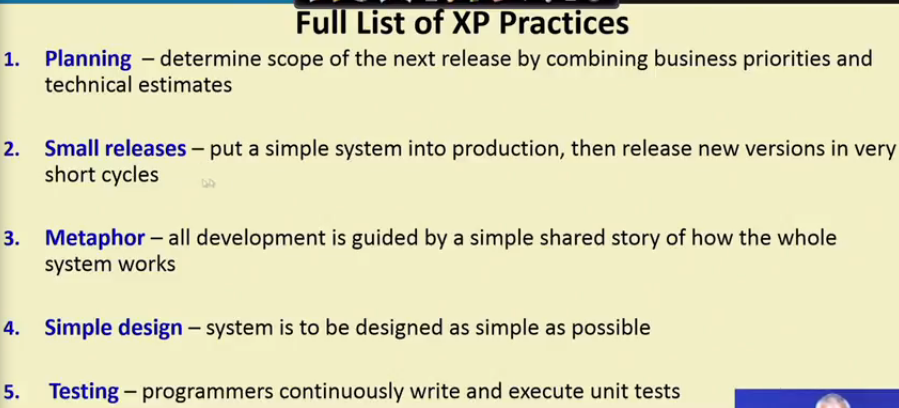 Full List of XP Practices
1. Planning – determine scope of the next release by combining business priorities and
technical estimates
2. Small releases – put a simple system into production, then release new versions in very
short cycles
3. Metaphor – all development is guided by a simple shared story of how the whole
system works
4. Simple design – system is to be designed as simple as possible
5. Testing – programmers continuously write and execute unit tests